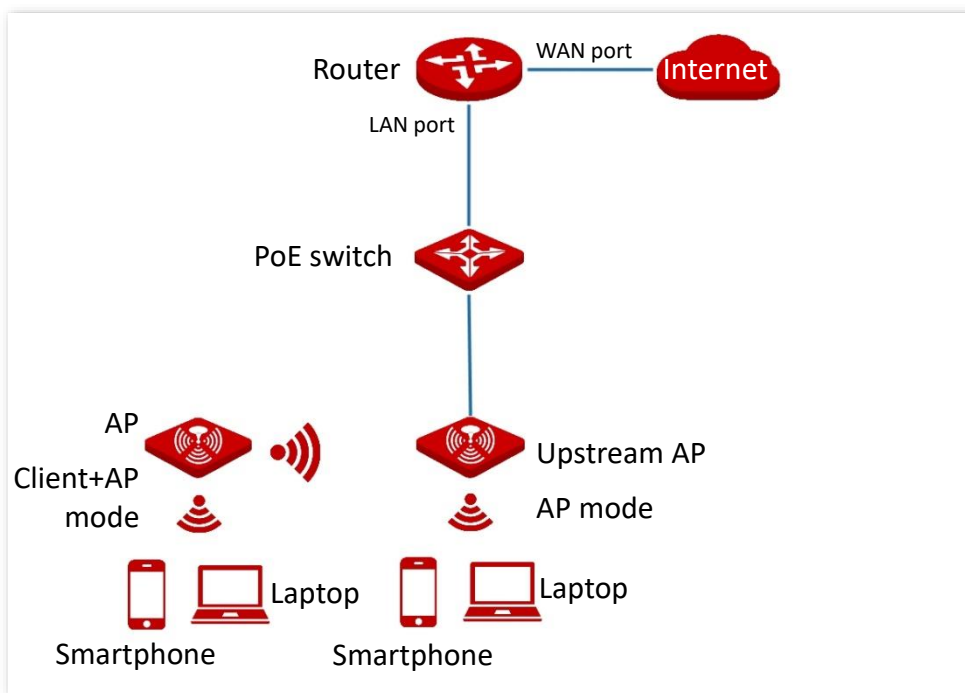 Router
WAN port
Internet
LAN port
PoE switch
AP
Client+AP
mode
Upstream AP
AP mode
Laptop
Smartphone
Laptop
Smartphone